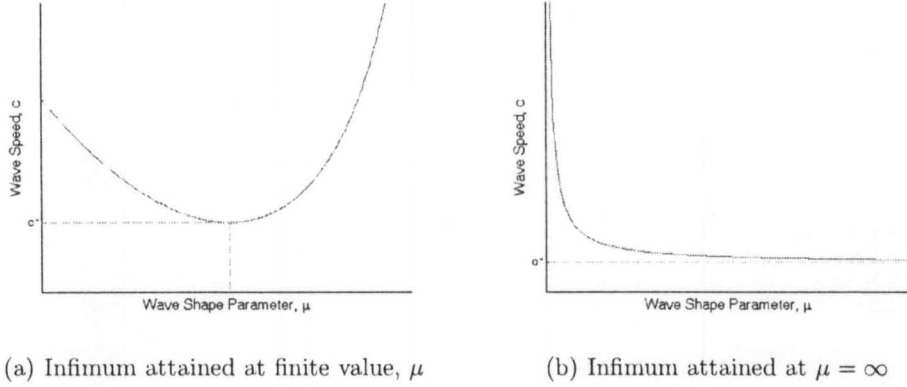 Wave Speed, c
c*
Wave Shape Parameter, μ
(a) Infimum attained at finite value, μ
Wave Speed, c
c*
Wave Shape Parameter, μ
(b) Infimum attained at μ = ∞